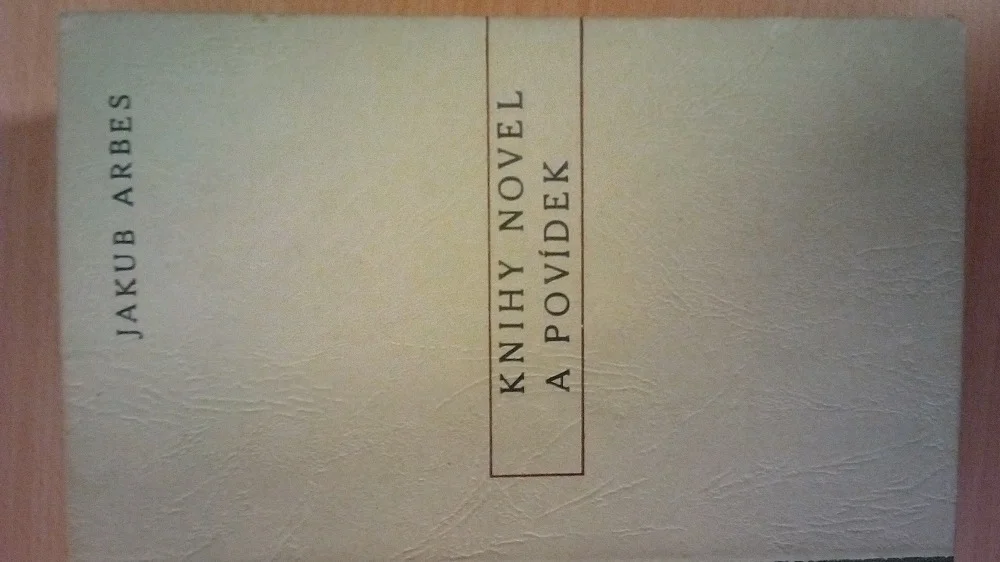 JAKUB ARBES
KNIHY NOVEL
A POVÍDEK